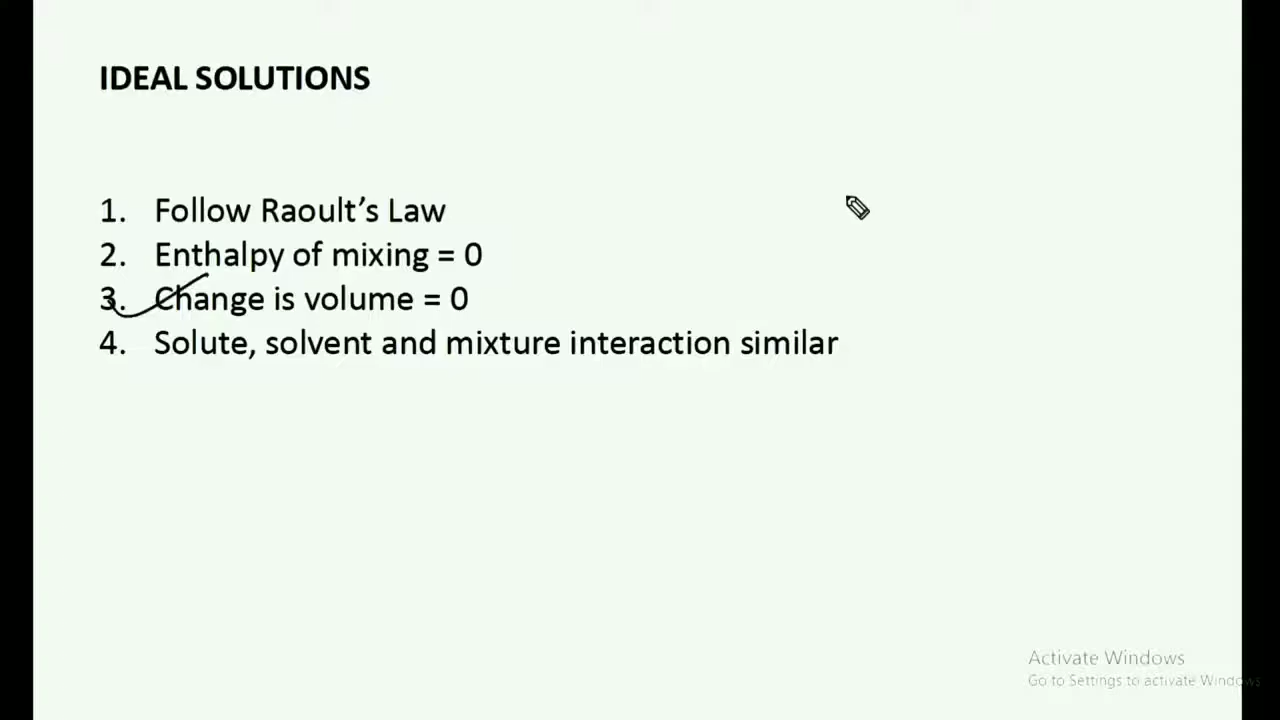 IDEAL SOLUTIONS
1. Follow Raoult’s Law
2. Enthalpy of mixing = 0
3. Change is volume = 0
4. Solute, solvent and mixture interaction similar
Activate Windows
Go to Settings to activate Windows